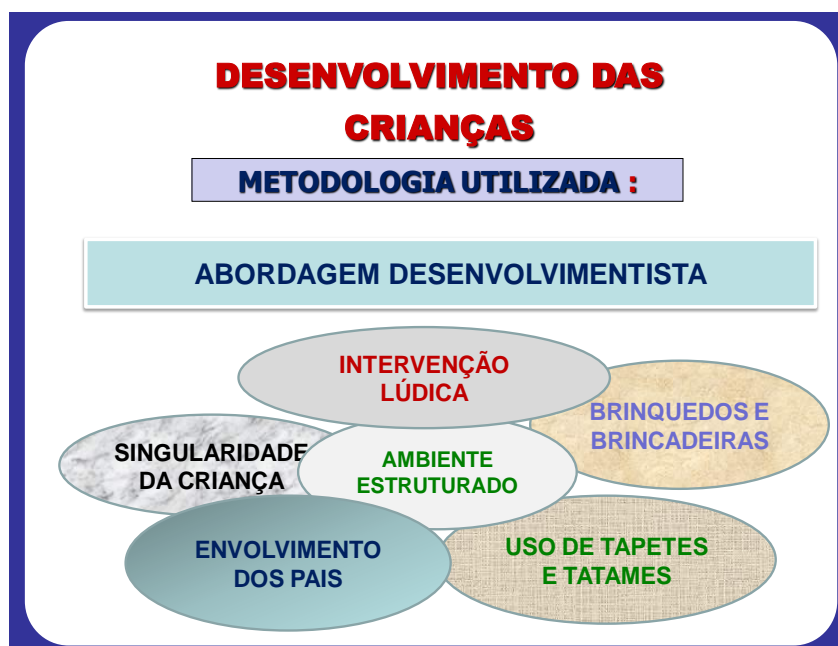 DESENVOLVIMENTO DAS
CRIANÇAS
METODOLOGIA UTILIZADA :
ABORDAGEM DESENVOLVIMENTISTA
INTERVENÇÃO
LÚDICA
BRINQUEDOS E
BRINCADEIRAS
SINGULARIDADE
DA CRIANÇA
AMBIENTE
ESTRUTURADO
ENVOLVIMENTO
DOS PAIS
USO DE TAPETES
E TATAMES